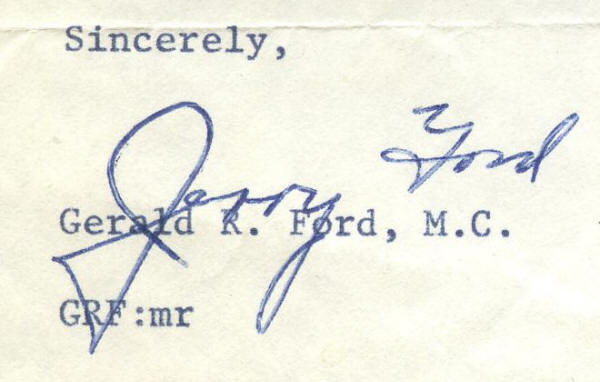 Sincerely,
Jerry Ford
Gerald R. Ford, M.C.
GRF:mr